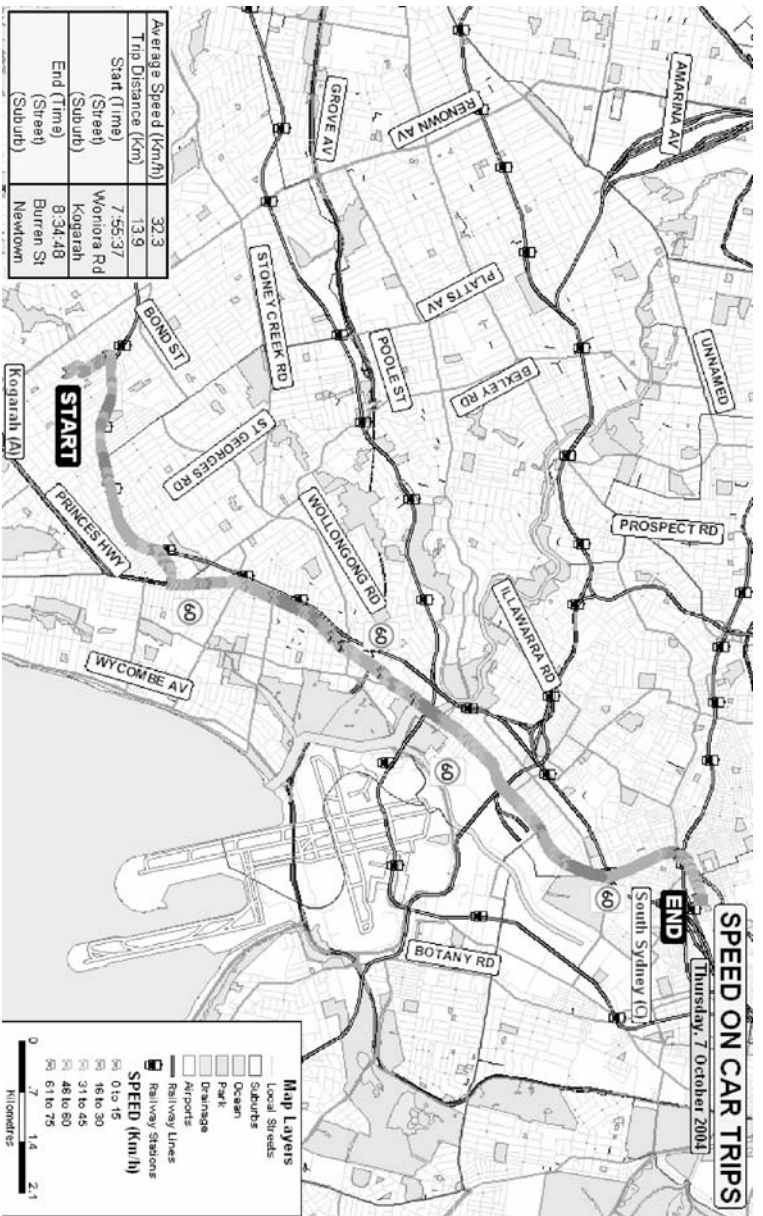 SPEED ON CAR TRIPS
Thursday, 7 October 2004
AMARINA AV
UNNAMED
PROSPECT RD
RENOWN AV
GROVE AV
PLATTS AV
BEXLEY RD
ILLAWARRA RD
END
South Sydney (C)
60
POOLE ST
STONEY CREEK RD
WOLLONGONG RD
60
60
BOTANY RD
ST GEORGES RD
BOND ST
START
60
PRINCES HWY
WYCOMBE AV
Kogarah (A)
Average Speed (Km/h) 32.3
Trip Distance (Km) 13.9
Start (Time) 7:55:37
(Street) Woniora Rd
(Suburb) Kogarah
End (Time) 8:34:48
(Street) Burren St
(Suburb) Newtown
Map Layers
Local Streets
Suburbs
Ocean
Park
Drainage
Airports
Railway Lines
Railway Stations
SPEED (Km/h)
0 to 15
16 to 30
31 to 45
46 to 60
61 to 75
0 .7 1.4 2.1
Kilometres